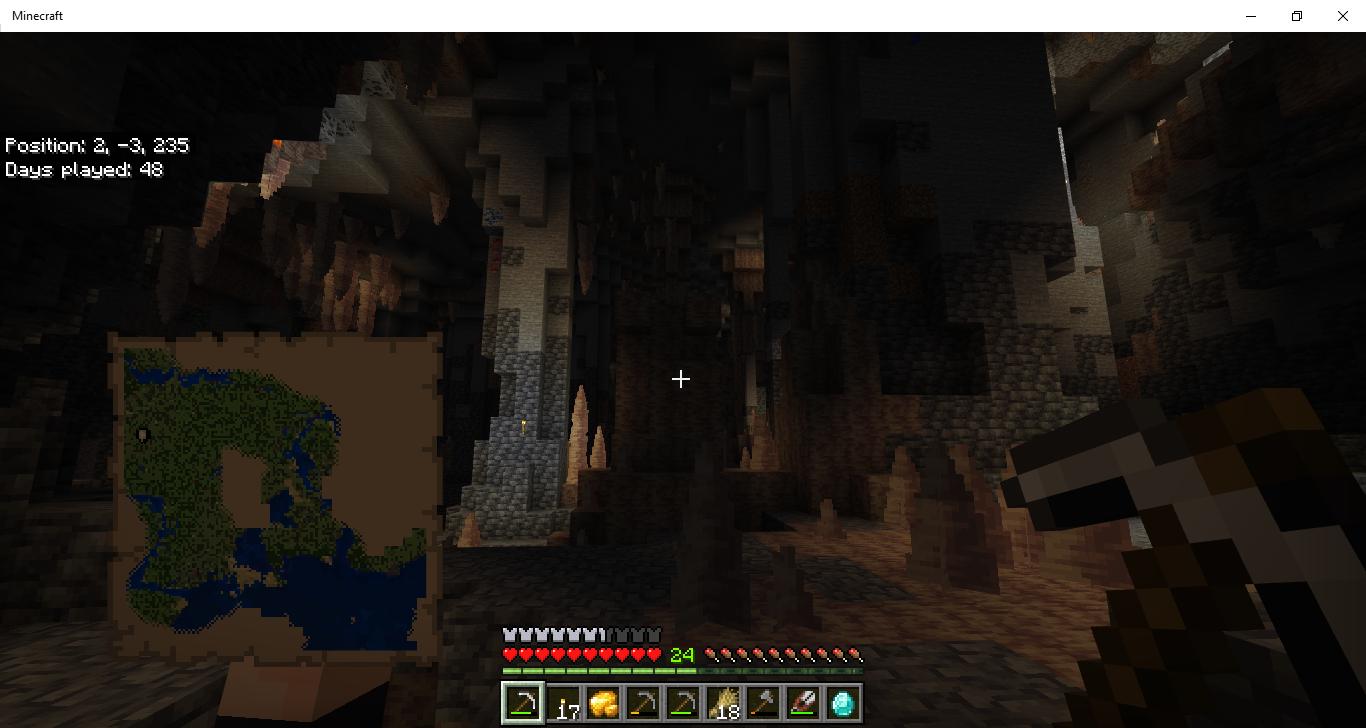 Minecraft
Position: 2, -3, 235
Days played: 48
24
17
18